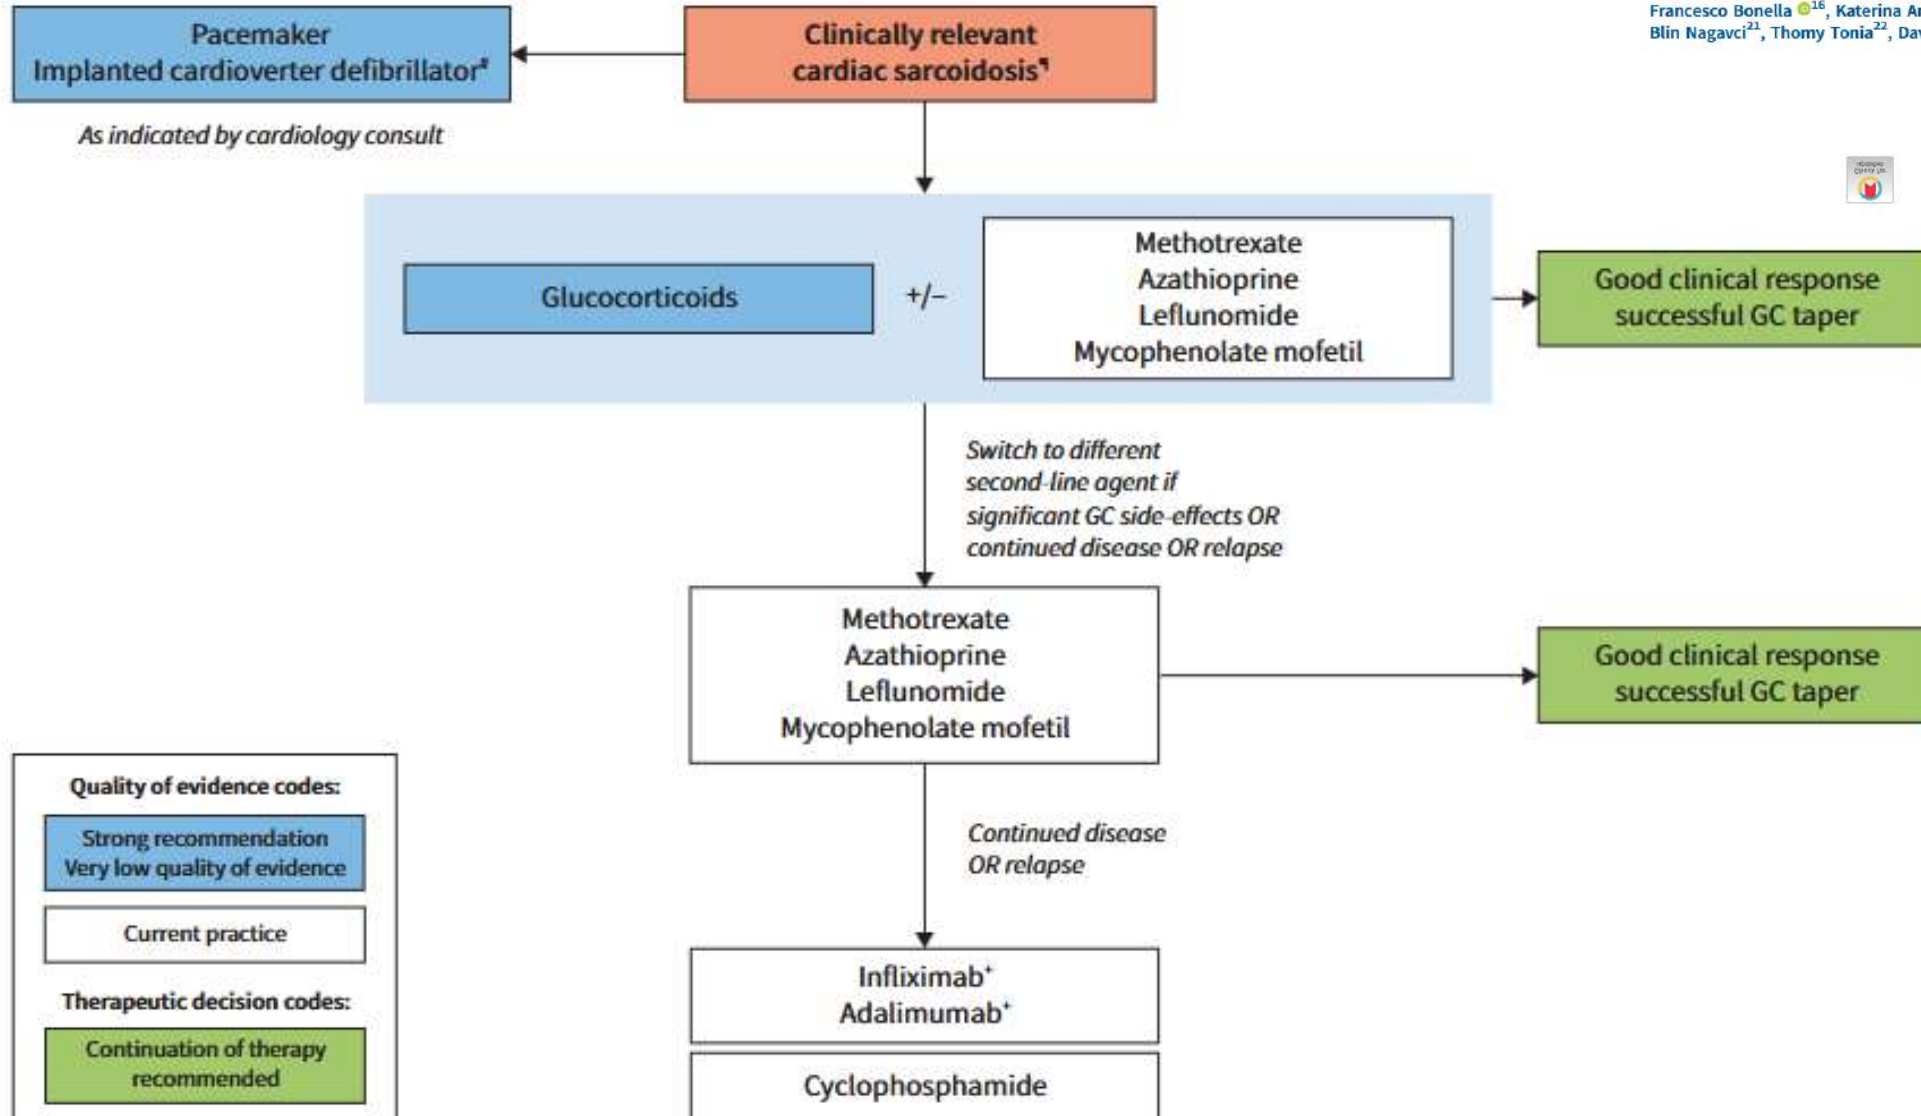 Francesco Bonella 16, Katerina An
Blin Nagavci21, Thomy Tonia22, Dav
Pacemaker
Implanted cardioverter defibrillator#
As indicated by cardiology consult
Clinically relevant
cardiac sarcoidosis¶
Glucocorticoids
+/–
Methotrexate
Azathioprine
Leflunomide
Mycophenolate mofetil
Good clinical response
successful GC taper
Switch to different
second-line agent if
significant GC side-effects OR
continued disease OR relapse
Methotrexate
Azathioprine
Leflunomide
Mycophenolate mofetil
Good clinical response
successful GC taper
Continued disease
OR relapse
Infliximab+
Adalimumab+
Cyclophosphamide
Quality of evidence codes:
Strong recommendation
Very low quality of evidence
Current practice
Therapeutic decision codes:
Continuation of therapy
recommended